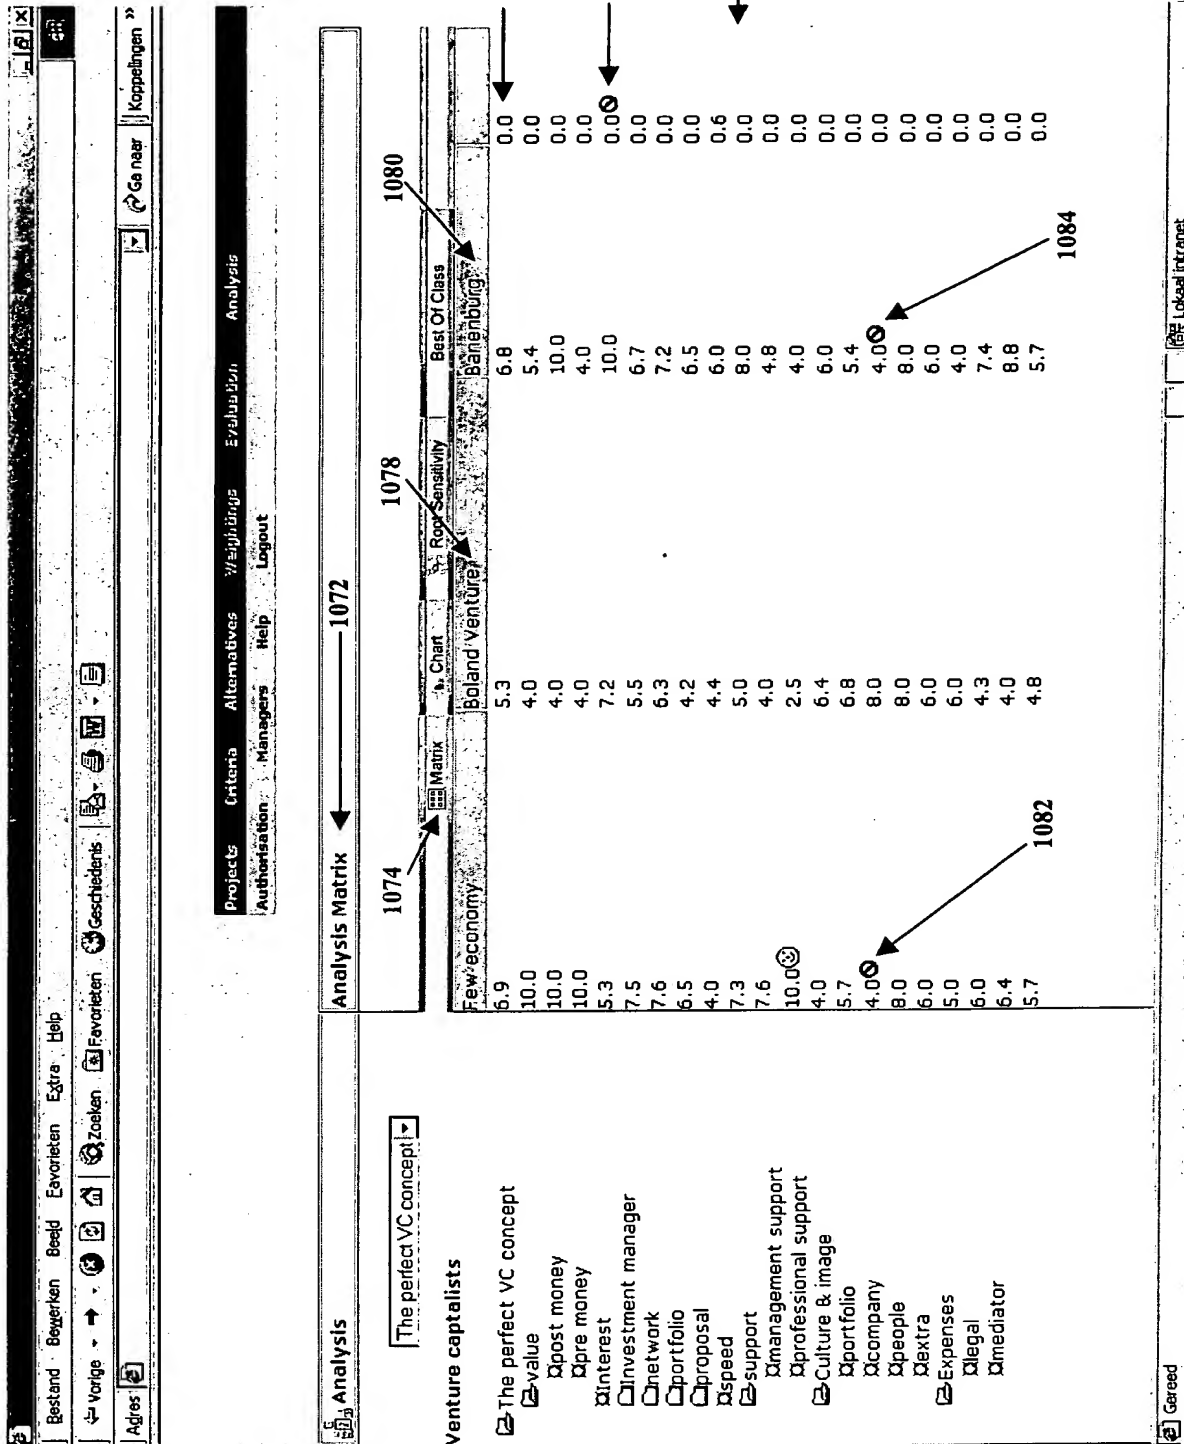 Bestand Bewerken Beeld Favorieten Extra Help
Vorige Zoeken Favorieten Geschiedenis
Adres Ga naar Koppelingen »
Projects Criteria Alternatives Weightings Evaluation Analysis
Authorisation Managers Help Logout
Analysis Analysis Matrix 1072
The perfect VC concept 1074 1078 1080
Matrix Chart Root Sensitivity Best Of Class
Venture captalists Few economy Boland Venture Banenburg
The perfect VC concept 6.9 5.3 6.8 0.0
value 10.0 4.0 5.4 0.0
post money 10.0 4.0 10.0 0.0
pre money 10.0 4.0 4.0 0.0
Interest 5.3 7.2 10.0 0.0
Investment manager 7.5 5.5 6.7 0.0
network 7.6 6.3 7.2 0.0
portfolio 6.5 4.2 6.5 0.0
proposal 4.0 4.4 6.0 0.6
speed 7.3 5.0 8.0 0.0
support 7.6 4.0 4.8 0.0
management support 10.0 2.5 4.0 0.0
professional support 4.0 6.4 6.0 0.0
Culture & image 5.7 6.8 5.4 0.0
portfolio 4.0 8.0 4.0 0.0
company 8.0 8.0 8.0 0.0
people 6.0 6.0 6.0 0.0
extra 5.0 6.0 4.0 0.0
Expenses 6.0 4.3 7.4 0.0
legal 6.4 4.0 8.8 0.0
mediator 5.7 4.8 5.7 0.0
1082 1084
Gereed Lokaal intranet